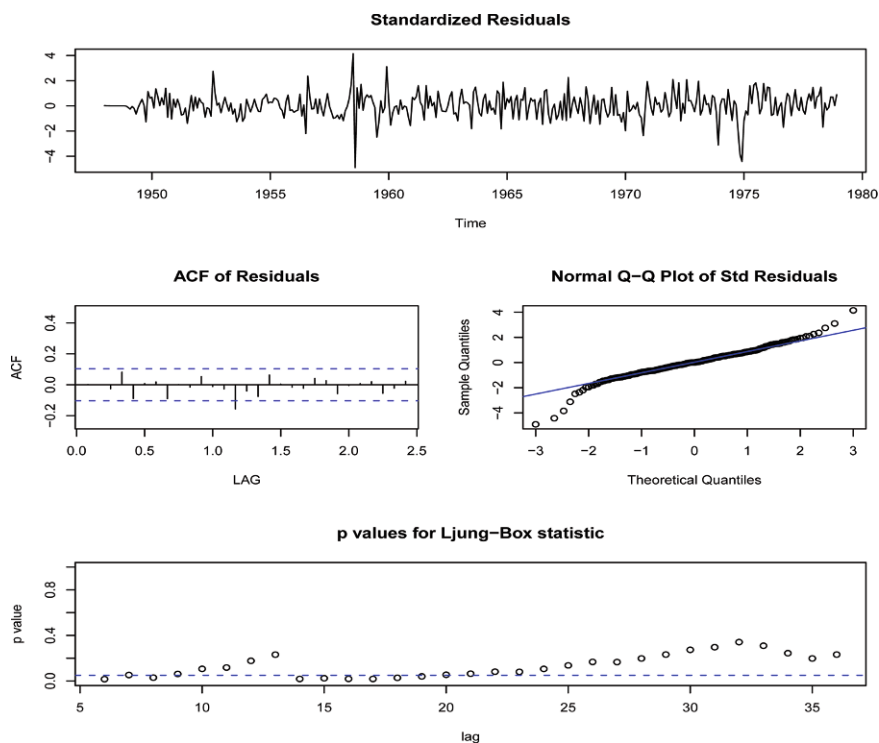 Standardized Residuals
4
2
0
−2
−4
1950 1955 1960 1965 1970 1975 1980
Time
ACF of Residuals
ACF
0.4
0.2
0.0
−0.2
0.0 0.5 1.0 1.5 2.0 2.5
LAG
Normal Q−Q Plot of Std Residuals
Sample Quantiles
4
2
0
−2
−4
−3 −2 −1 0 1 2 3
Theoretical Quantiles
p values for Ljung−Box statistic
p value
0.8
0.4
0.0
5 10 15 20 25 30 35
lag